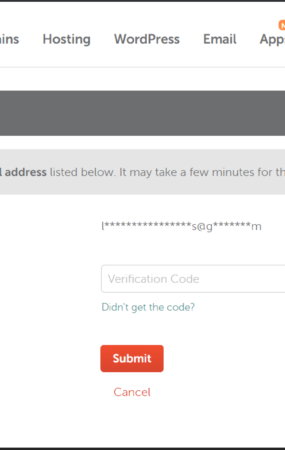 ains Hosting WordPress Email Apps
N
l address listed below. It may take a few minutes for th
l****************s@g*******m
Verification Code
Didn't get the code?
Submit
Cancel